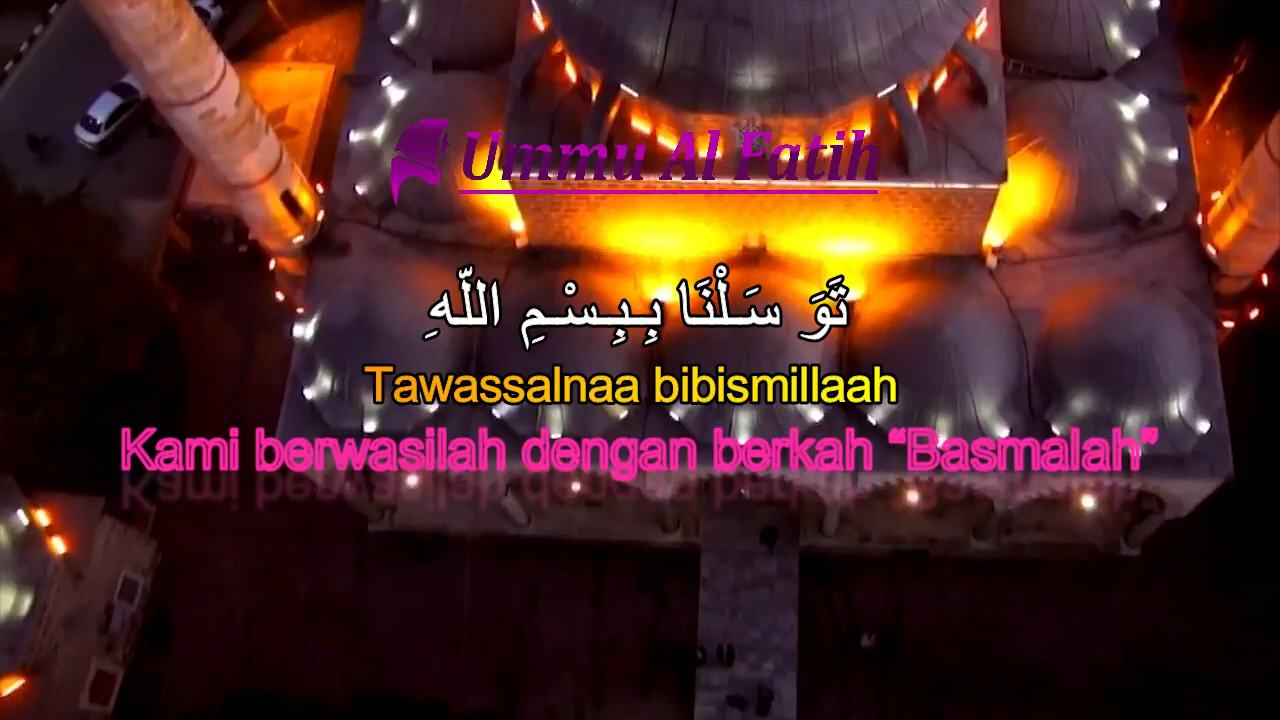 Ummu Al Fatih
تَوَ سَلْنَا بِبِسْمِ اللّهِ
Tawassalnaa bibismillaah
Kami berwasilah dengan berkah “Basmalah”